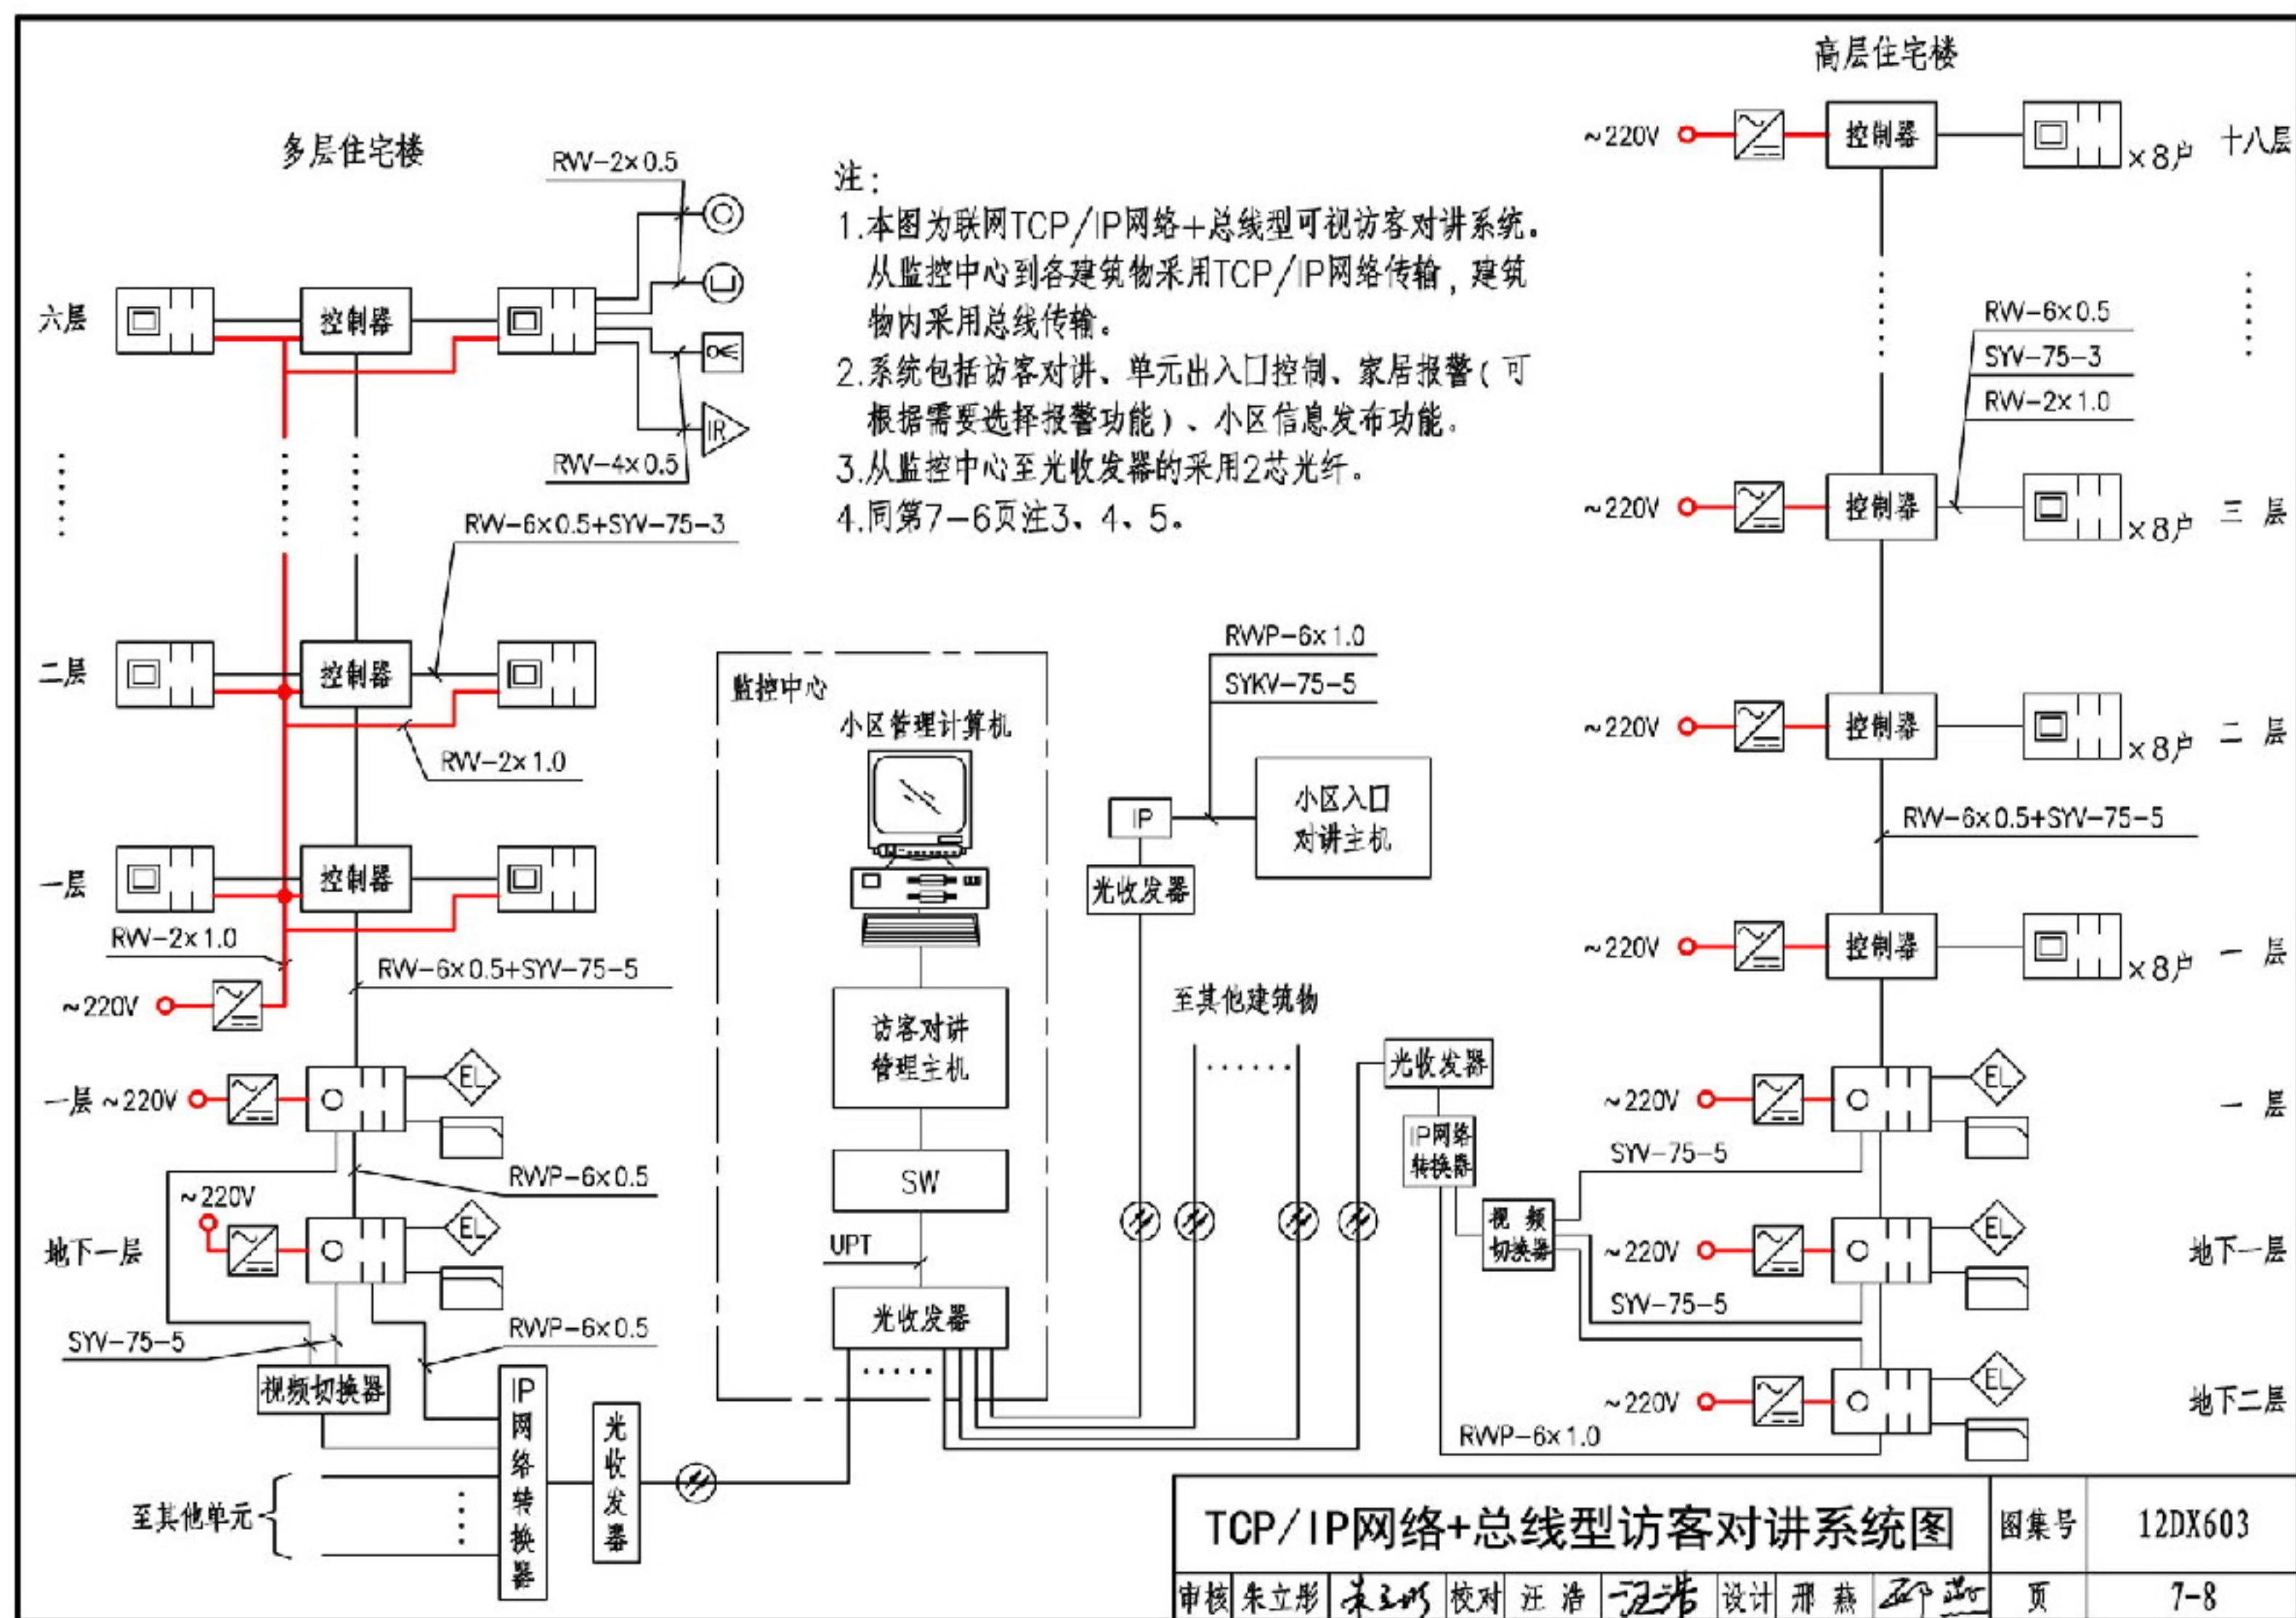 高层住宅楼
多层住宅楼
RVV-2×0.5
~220V 控制器 ×8户 十八层
注:
1.本图为联网TCP/IP网络+总线型可视访客对讲系统。
从监控中心到各建筑物采用TCP/IP网络传输,建筑
物内采用总线传输。
2.系统包括访客对讲、单元出入口控制、家居报警(可
根据需要选择报警功能)、小区信息发布功能。
3.从监控中心至光收发器的采用2芯光纤。
4.同第7-6页注3、4、5。
六层 控制器
IR
RVV-4×0.5
RVV-6×0.5+SYV-75-3
二层 控制器
RVV-2×1.0
一层 控制器
RVV-2×1.0
RVV-6×0.5+SYV-75-5
~220V
一层 ~220V EL
RVVP-6×0.5
~220V
地下一层 EL
SYV-75-5
RVVP-6×0.5
视频切换器
IP网络转换器
光收发器
至其他单元
监控中心
小区管理计算机
访客对讲
管理主机
SW
UPT
光收发器
RVVP-6×1.0
SYKV-75-5
IP
小区入口
对讲主机
光收发器
至其他建筑物
光收发器
IP网络
转换器
视频
切换器
RVV-6×0.5
SYV-75-3
RVV-2×1.0
~220V 控制器 ×8户 三层
~220V 控制器 ×8户 二层
RVV-6×0.5+SYV-75-5
~220V 控制器 ×8户 一层
~220V EL 一层
SYV-75-5
~220V EL 地下一层
SYV-75-5
~220V EL 地下二层
RVVP-6×1.0
TCP/IP网络+总线型访客对讲系统图 图集号 12DX603
审核 朱立彤 朱立彤 校对 汪浩 汪浩 设计 邢燕 邢燕 页 7-8